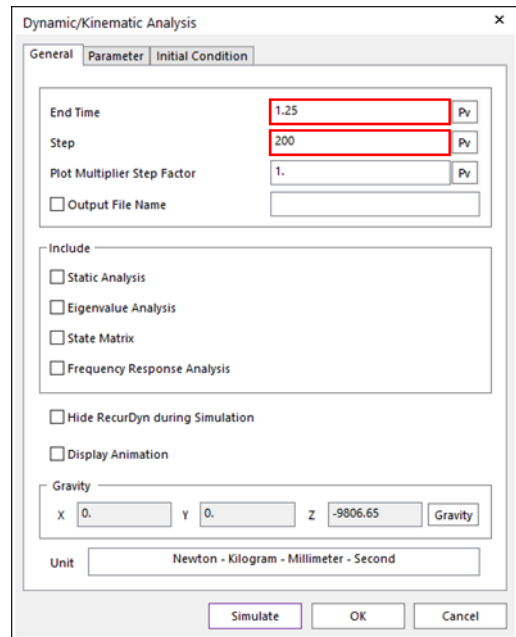 Dynamic/Kinematic Analysis ×
General Parameter Initial Condition
End Time 1.25 Pv
Step 200 Pv
Plot Multiplier Step Factor 1. Pv
Output File Name
Include
Static Analysis
Eigenvalue Analysis
State Matrix
Frequency Response Analysis
Hide RecurDyn during Simulation
Display Animation
Gravity
X 0. Y 0. Z -9806.65 Gravity
Unit Newton - Kilogram - Millimeter - Second
Simulate OK Cancel